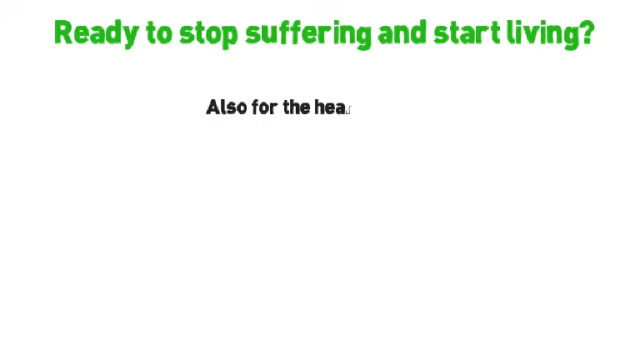 Ready to stop suffering and start living?
Also for the hea